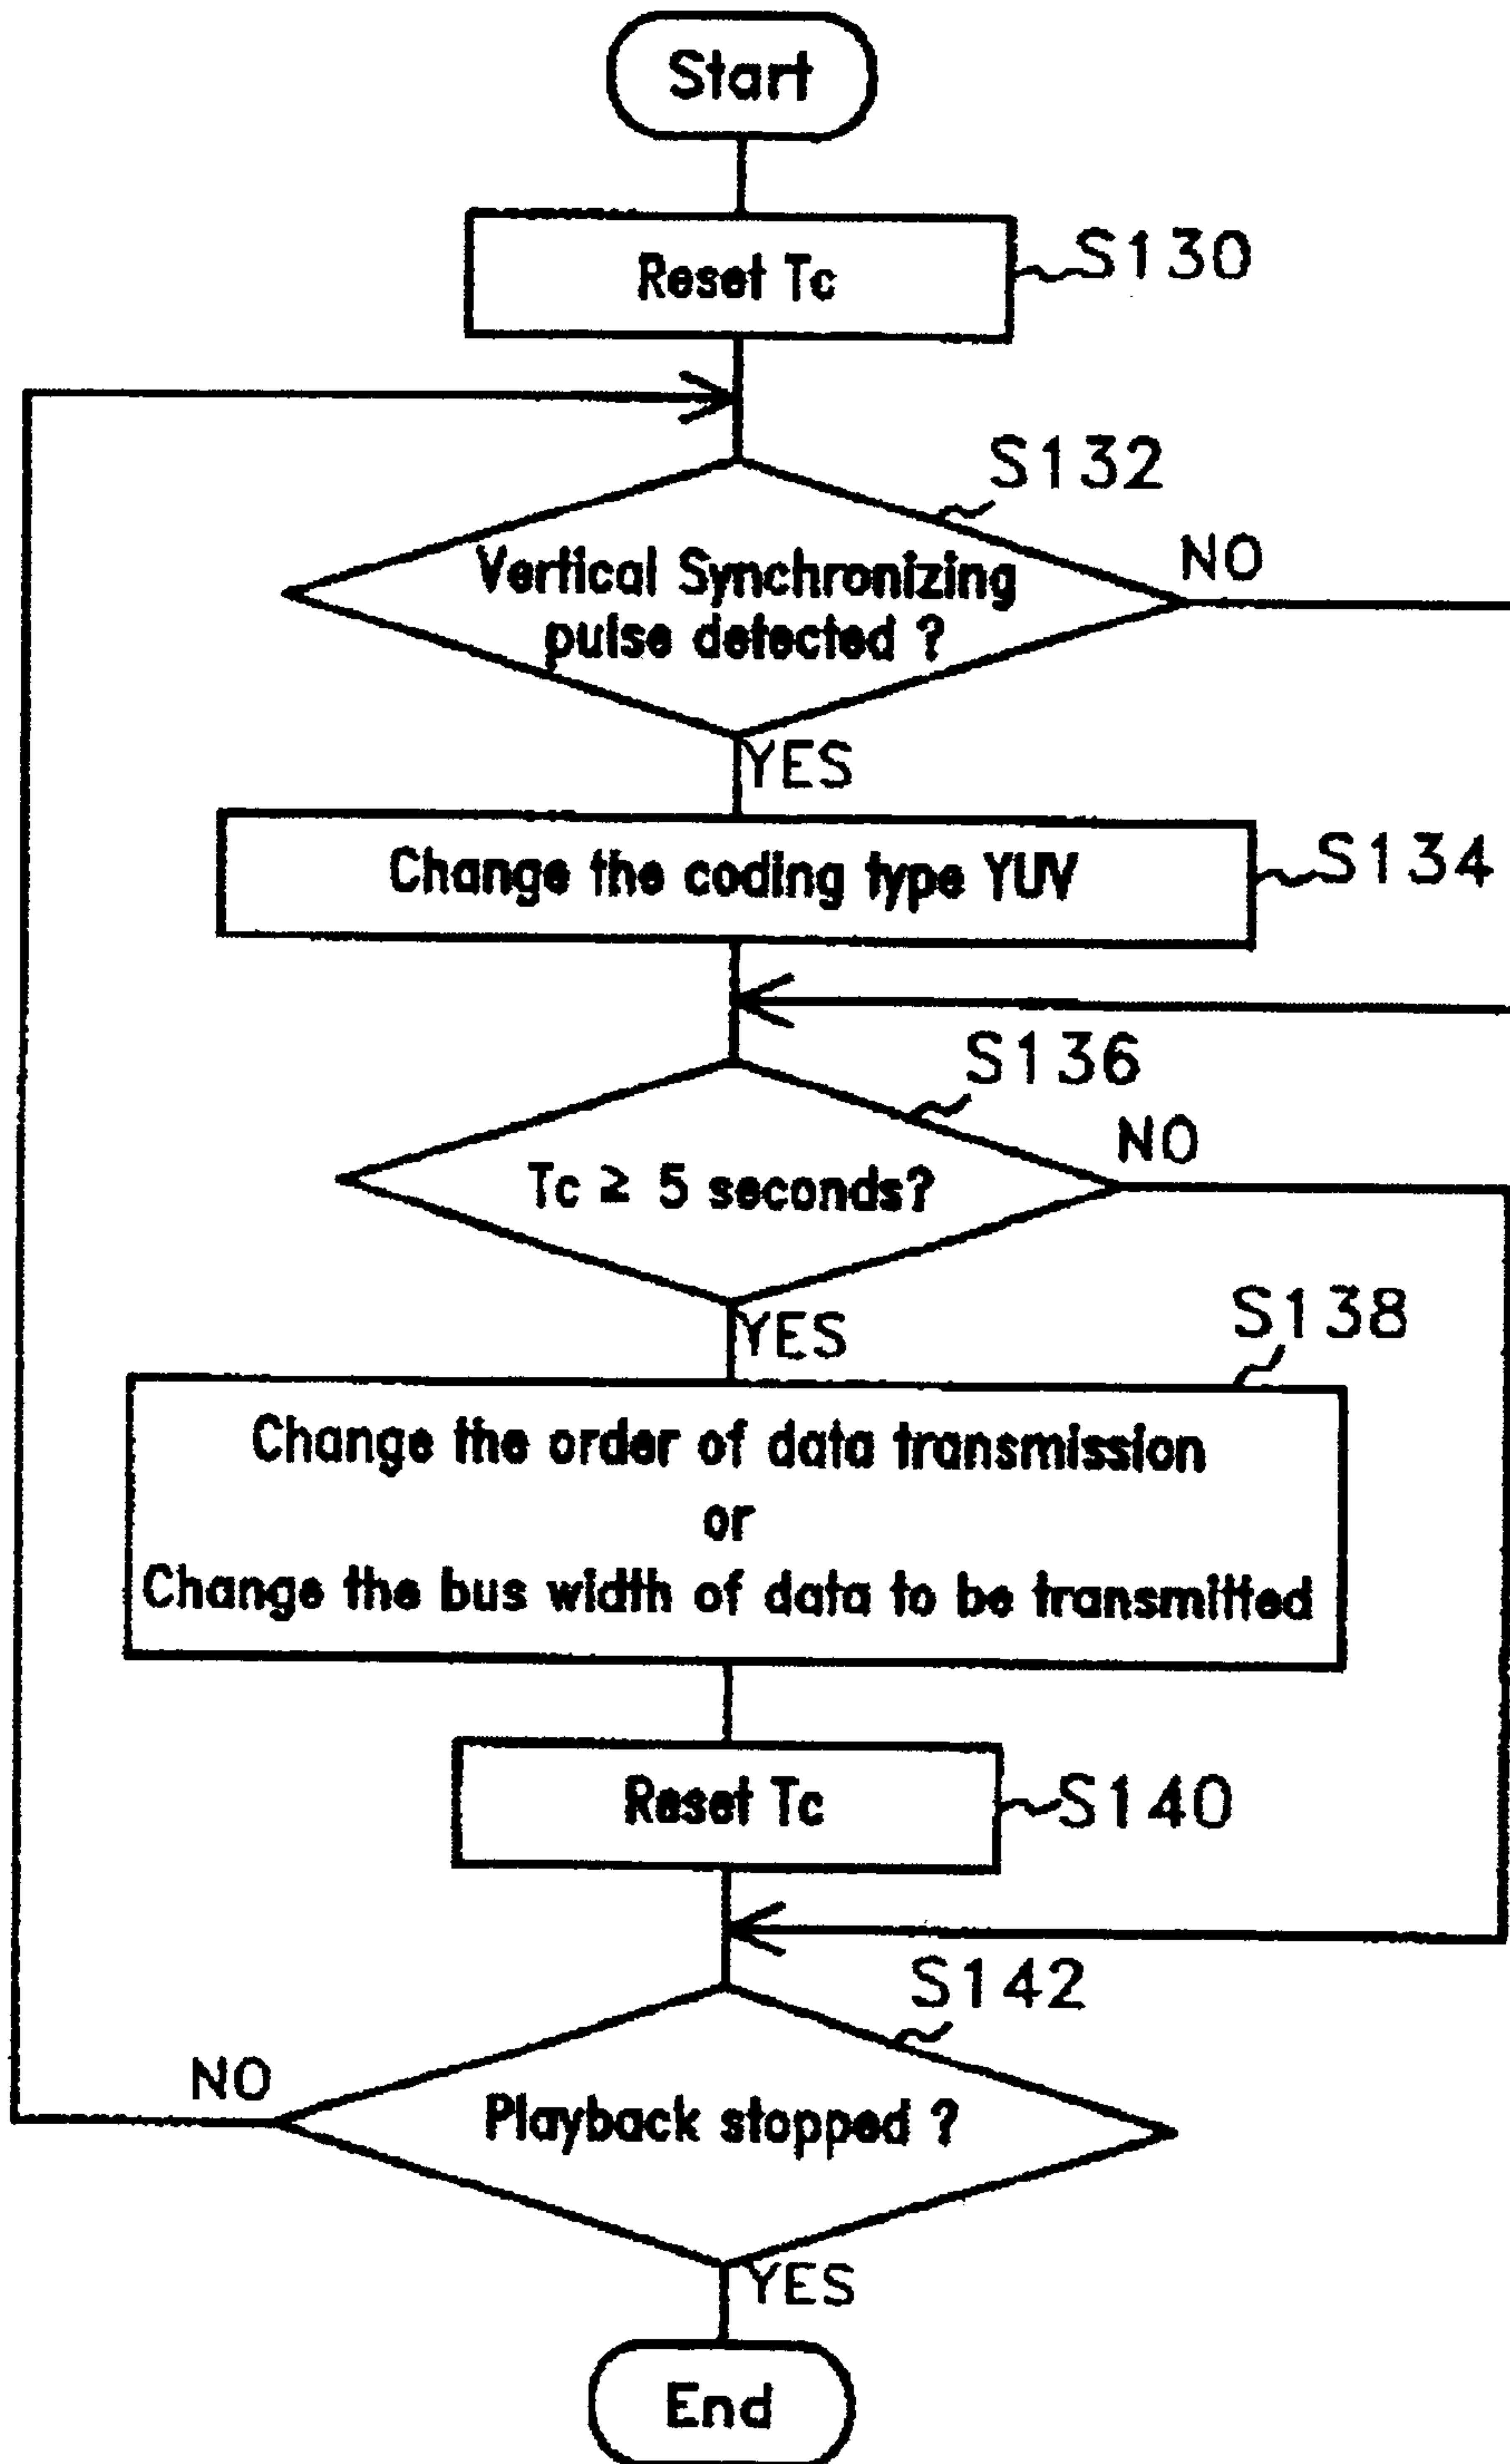 Start
Reset Tc
S130
S132
Vertical Synchronizing
pulse detected ?
NO
YES
Change the coding type YUV
S134
S136
Tc ≥ 5 seconds?
NO
YES
S138
Change the order of data transmission
or
Change the bus width of data to be transmitted
Reset Tc
S140
S142
Playback stopped ?
NO
YES
End